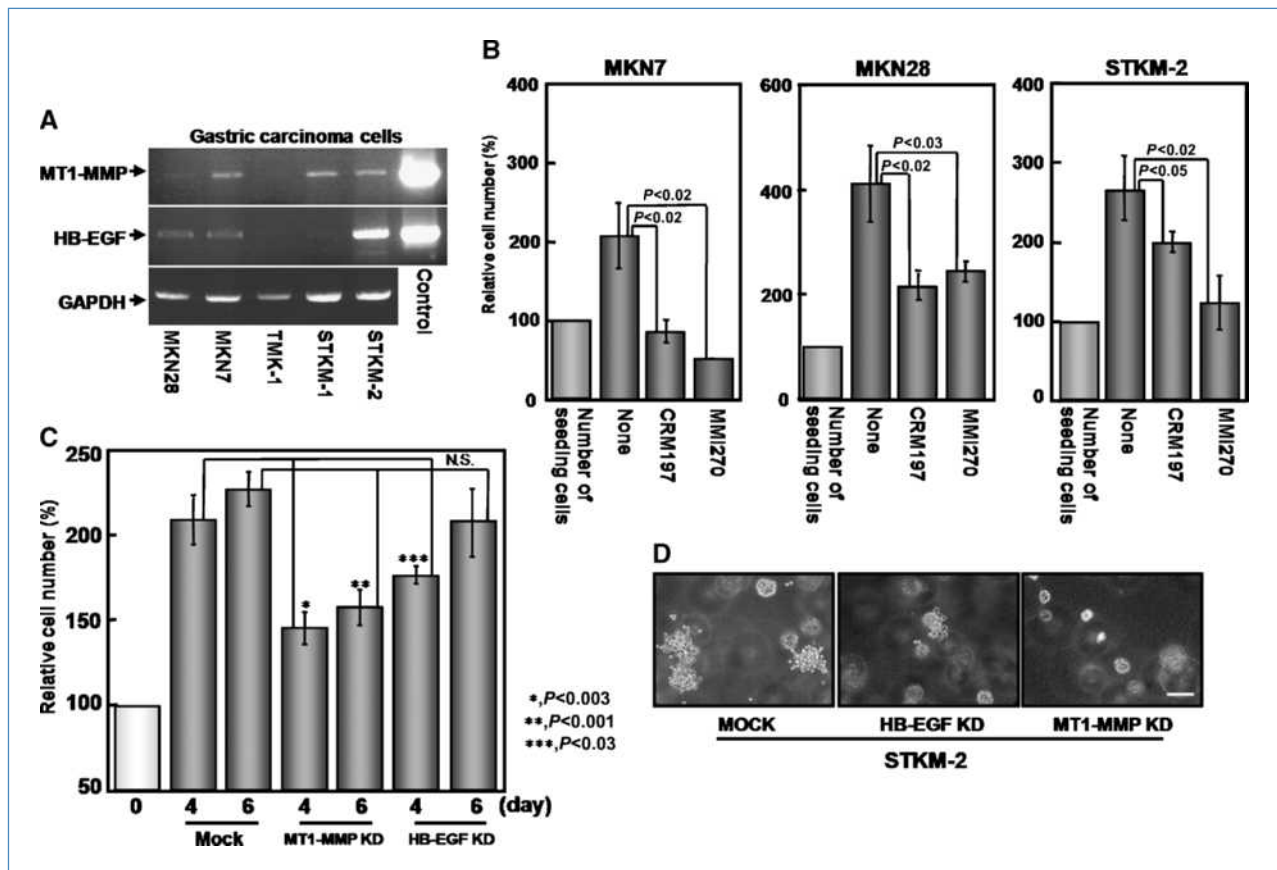 A
Gastric carcinoma cells
MT1-MMP
HB-EGF
GAPDH
Control
MKN28
MKN7
TMK-1
STKM-1
STKM-2
B
MKN7
Relative cell number (%)
400
300
200
100
0
P<0.02
P<0.02
Number of
seeding cells
None
CRM197
MMI270
MKN28
600
400
200
0
P<0.03
P<0.02
Number of
seeding cells
None
CRM197
MMI270
STKM-2
400
300
200
100
0
P<0.02
P<0.05
Number of
seeding cells
None
CRM197
MMI270
C
Relative cell number (%)
250
200
150
100
50
N.S.
*
**
***
0 4 6 4 6 4 6 (day)
Mock MT1-MMP KD HB-EGF KD
*,P<0.003
**,P<0.001
***,P<0.03
D
MOCK HB-EGF KD MT1-MMP KD
STKM-2